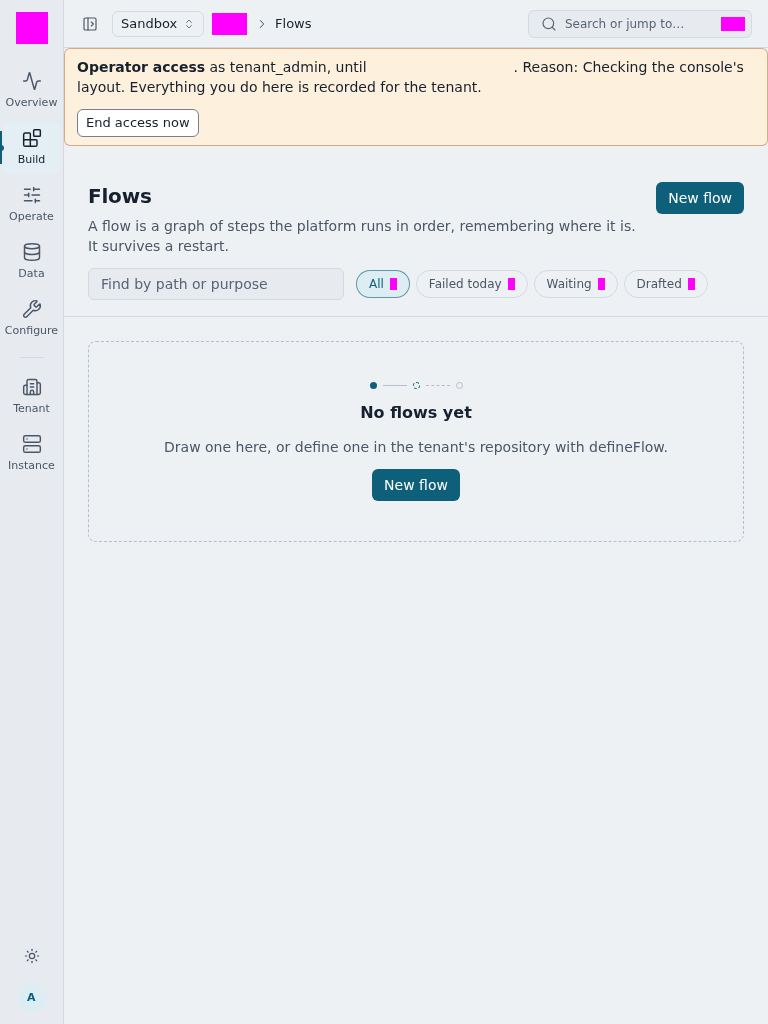 Sandbox
Flows
Search or jump to...
Overview
Build
Operate
Data
Configure
Tenant
Instance
A
Operator access as tenant_admin, until . Reason: Checking the console's
layout. Everything you do here is recorded for the tenant.
End access now
Flows
New flow
A flow is a graph of steps the platform runs in order, remembering where it is.
It survives a restart.
Find by path or purpose
All
Failed today
Waiting
Drafted
No flows yet
Draw one here, or define one in the tenant's repository with defineFlow.
New flow